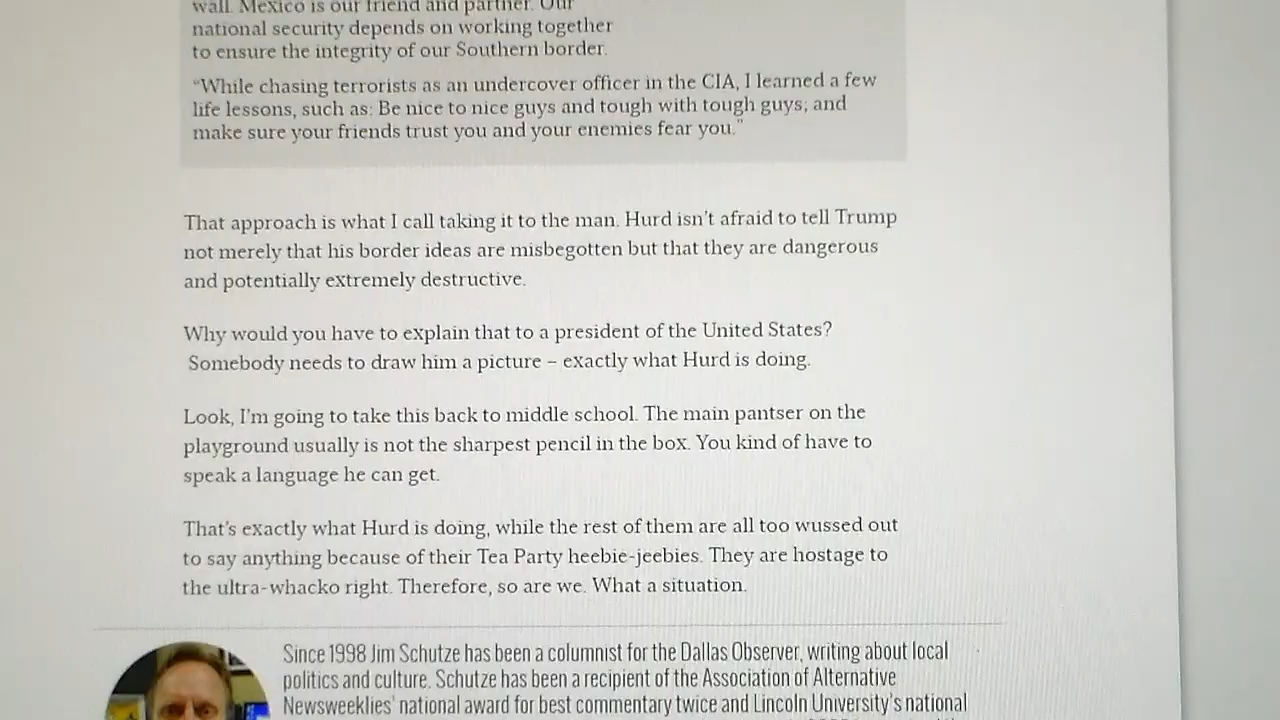 wall. Mexico is our friend and partner. Our
national security depends on working together
to ensure the integrity of our Southern border.
“While chasing terrorists as an undercover officer in the CIA, I learned a few
life lessons, such as: Be nice to nice guys and tough with tough guys; and
make sure your friends trust you and your enemies fear you.”
That approach is what I call taking it to the man. Hurd isn’t afraid to tell Trump
not merely that his border ideas are misbegotten but that they are dangerous
and potentially extremely destructive.
Why would you have to explain that to a president of the United States?
Somebody needs to draw him a picture – exactly what Hurd is doing.
Look, I’m going to take this back to middle school. The main pantser on the
playground usually is not the sharpest pencil in the box. You kind of have to
speak a language he can get.
That’s exactly what Hurd is doing, while the rest of them are all too wussed out
to say anything because of their Tea Party heebie-jeebies. They are hostage to
the ultra-whacko right. Therefore, so are we. What a situation.
Since 1998 Jim Schutze has been a columnist for the Dallas Observer, writing about local
politics and culture. Schutze has been a recipient of the Association of Alternative
Newsweeklies’ national award for best commentary twice and Lincoln University’s national